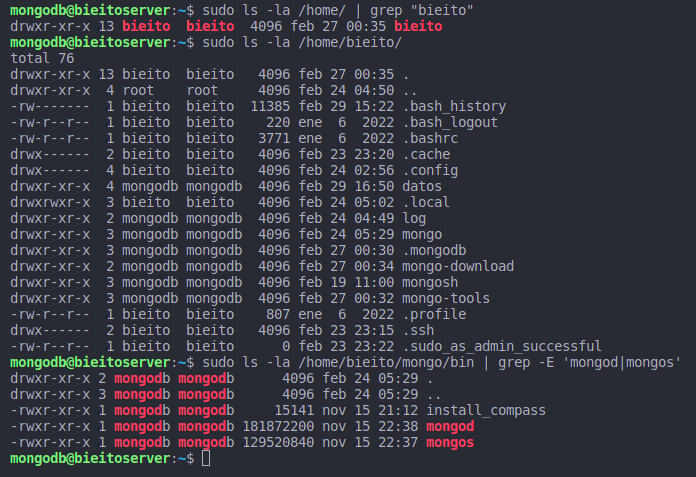 mongodb@bieitoserver:~$ sudo ls -la /home/ | grep "bieito"
drwxr-xr-x 13 bieito  bieito  4096 feb 27 00:35 bieito
mongodb@bieitoserver:~$ sudo ls -la /home/bieito/
total 76
drwxr-xr-x 13 bieito  bieito   4096 feb 27 00:35 .
drwxr-xr-x  4 root    root     4096 feb 24 04:50 ..
-rw-------  1 bieito  bieito  11385 feb 29 15:22 .bash_history
-rw-r--r--  1 bieito  bieito    220 ene  6  2022 .bash_logout
-rw-r--r--  1 bieito  bieito   3771 ene  6  2022 .bashrc
drwx------  2 bieito  bieito   4096 feb 23 23:20 .cache
drwx------  4 bieito  bieito   4096 feb 24 02:56 .config
drwxr-xr-x  4 mongodb mongodb  4096 feb 29 16:50 datos
drwxrwxr-x  3 bieito  bieito   4096 feb 24 05:02 .local
drwxr-xr-x  2 mongodb mongodb  4096 feb 24 04:49 log
drwxr-xr-x  3 mongodb mongodb  4096 feb 24 05:29 mongo
drwxr-xr-x  3 mongodb mongodb  4096 feb 27 00:30 .mongodb
drwxr-xr-x  2 mongodb mongodb  4096 feb 27 00:34 mongo-download
drwxr-xr-x  3 mongodb mongodb  4096 feb 19 11:00 mongosh
drwxr-xr-x  3 mongodb mongodb  4096 feb 27 00:32 mongo-tools
-rw-r--r--  1 bieito  bieito    807 ene  6  2022 .profile
drwx------  2 bieito  bieito   4096 feb 23 23:15 .ssh
-rw-r--r--  1 bieito  bieito      0 feb 23 23:22 .sudo_as_admin_successful
mongodb@bieitoserver:~$ sudo ls -la /home/bieito/mongo/bin | grep -E 'mongod|mongos'
drwxr-xr-x 2 mongodb mongodb      4096 feb 24 05:29 .
drwxr-xr-x 3 mongodb mongodb      4096 feb 24 05:29 ..
-rwxr-xr-x 1 mongodb mongodb     15141 nov 15 21:12 install_compass
-rwxr-xr-x 1 mongodb mongodb 181872200 nov 15 22:38 mongod
-rwxr-xr-x 1 mongodb mongodb 129520840 nov 15 22:37 mongos
mongodb@bieitoserver:~$